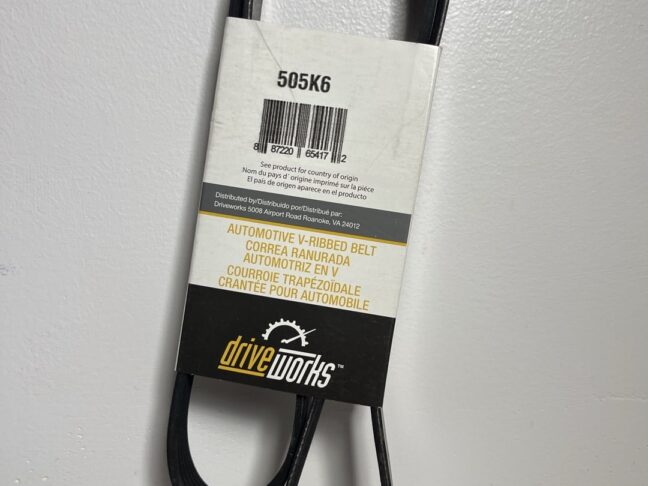 505K6
8 87220 65417 2
See product for country of origin
Nom du pays d' origine imprimé sur la pièce
El país de origen aparece en el producto
Distributed by/Distribuido por/Distribué par:
Driveworks 5008 Airport Road Roanoke, VA 24012
AUTOMOTIVE V-RIBBED BELT
CORREA RANURADA
AUTOMOTRIZ EN V
COURROIE TRAPÉZOÏDALE
CRANTÉE POUR AUTOMOBILE
driveworks™